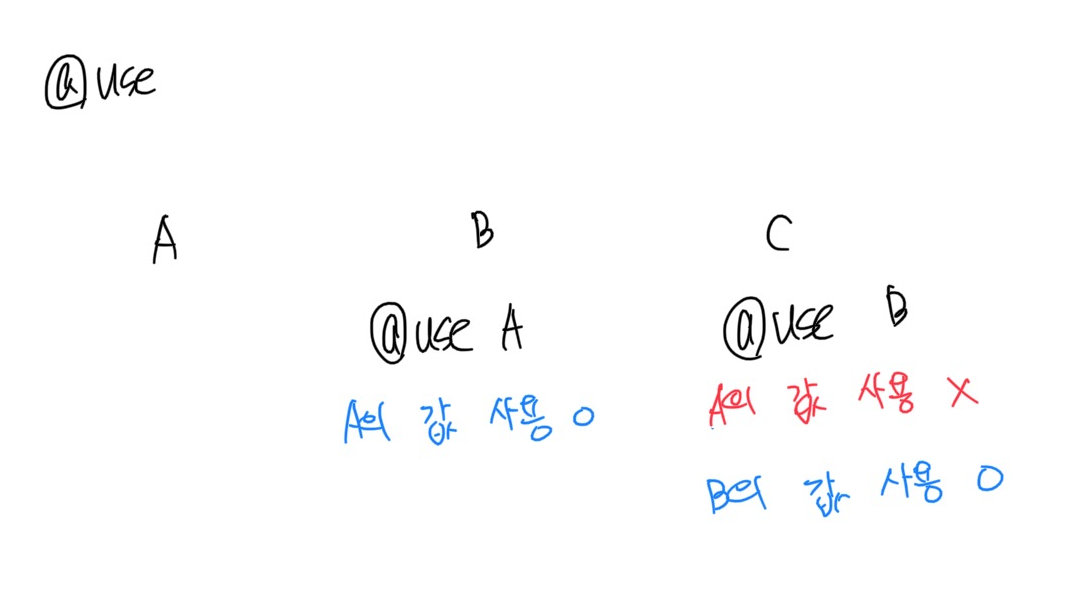 @use
A
B
C
@use A
@use B
A의 값 사용 O
A의 값 사용 X
B의 값 사용 O